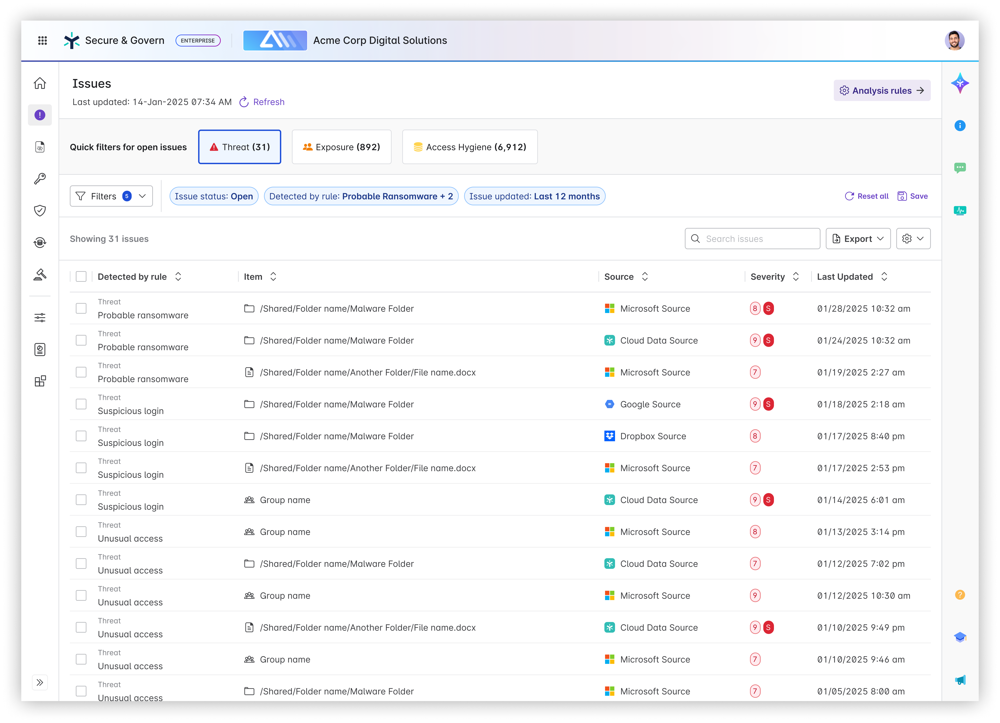 Secure & Govern ENTERPRISE Acme Corp Digital Solutions
Issues
Last updated: 14-Jan-2025 07:34 AM Refresh
Analysis rules
Quick filters for open issues Threat (31) Exposure (892) Access Hygiene (6,912)
Filters 5 Issue status: Open Detected by rule: Probable Ransomware + 2 Issue updated: Last 12 months Reset all Save
Showing 31 issues Search issues Export
Detected by rule Item Source Severity Last Updated
Threat
Probable ransomware /Shared/Folder name/Malware Folder Microsoft Source 8 S 01/28/2025 10:32 am
Threat
Probable ransomware /Shared/Folder name/Malware Folder Cloud Data Source 9 S 01/24/2025 10:32 am
Threat
Probable ransomware /Shared/Folder name/Another Folder/File name.docx Microsoft Source 7 01/19/2025 2:27 am
Threat
Suspicious login /Shared/Folder name/Malware Folder Google Source 9 S 01/18/2025 2:18 am
Threat
Suspicious login /Shared/Folder name/Malware Folder Dropbox Source 8 01/17/2025 8:40 pm
Threat
Suspicious login /Shared/Folder name/Another Folder/File name.docx Microsoft Source 7 01/17/2025 2:53 pm
Threat
Suspicious login Group name Cloud Data Source 9 S 01/14/2025 6:01 am
Threat
Unusual access Group name Microsoft Source 8 01/13/2025 3:14 pm
Threat
Unusual access /Shared/Folder name/Malware Folder Cloud Data Source 7 01/12/2025 7:02 pm
Threat
Unusual access Group name Microsoft Source 9 01/12/2025 10:30 am
Threat
Unusual access /Shared/Folder name/Another Folder/File name.docx Cloud Data Source 9 S 01/10/2025 9:49 pm
Threat
Unusual access Group name Microsoft Source 7 01/10/2025 9:46 am
Threat
Unusual access /Shared/Folder name/Malware Folder Microsoft Source 7 01/05/2025 8:00 am